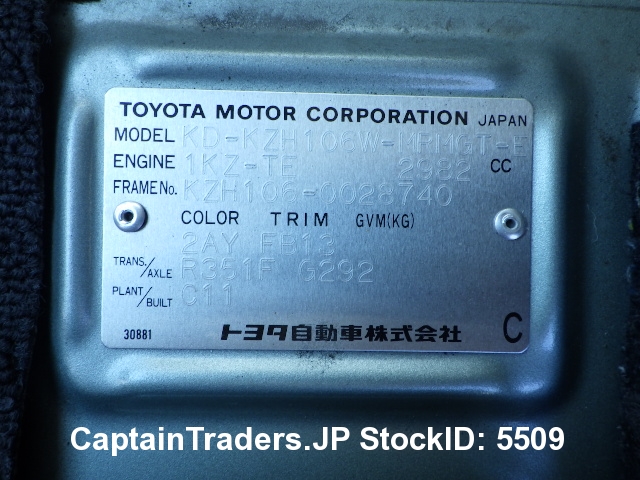 TOYOTA MOTOR CORPORATION JAPAN
MODEL KD-KZH106W-MRMGT-E
ENGINE 1KZ-TE 2982 CC
FRAME No. KZH106-0028740
COLOR TRIM GVM(KG)
2AY FB13
TRANS./AXLE R351F G292
PLANT/BUILT C11
30881 トヨタ自動車株式会社 C
CaptainTraders.JP StockID: 5509